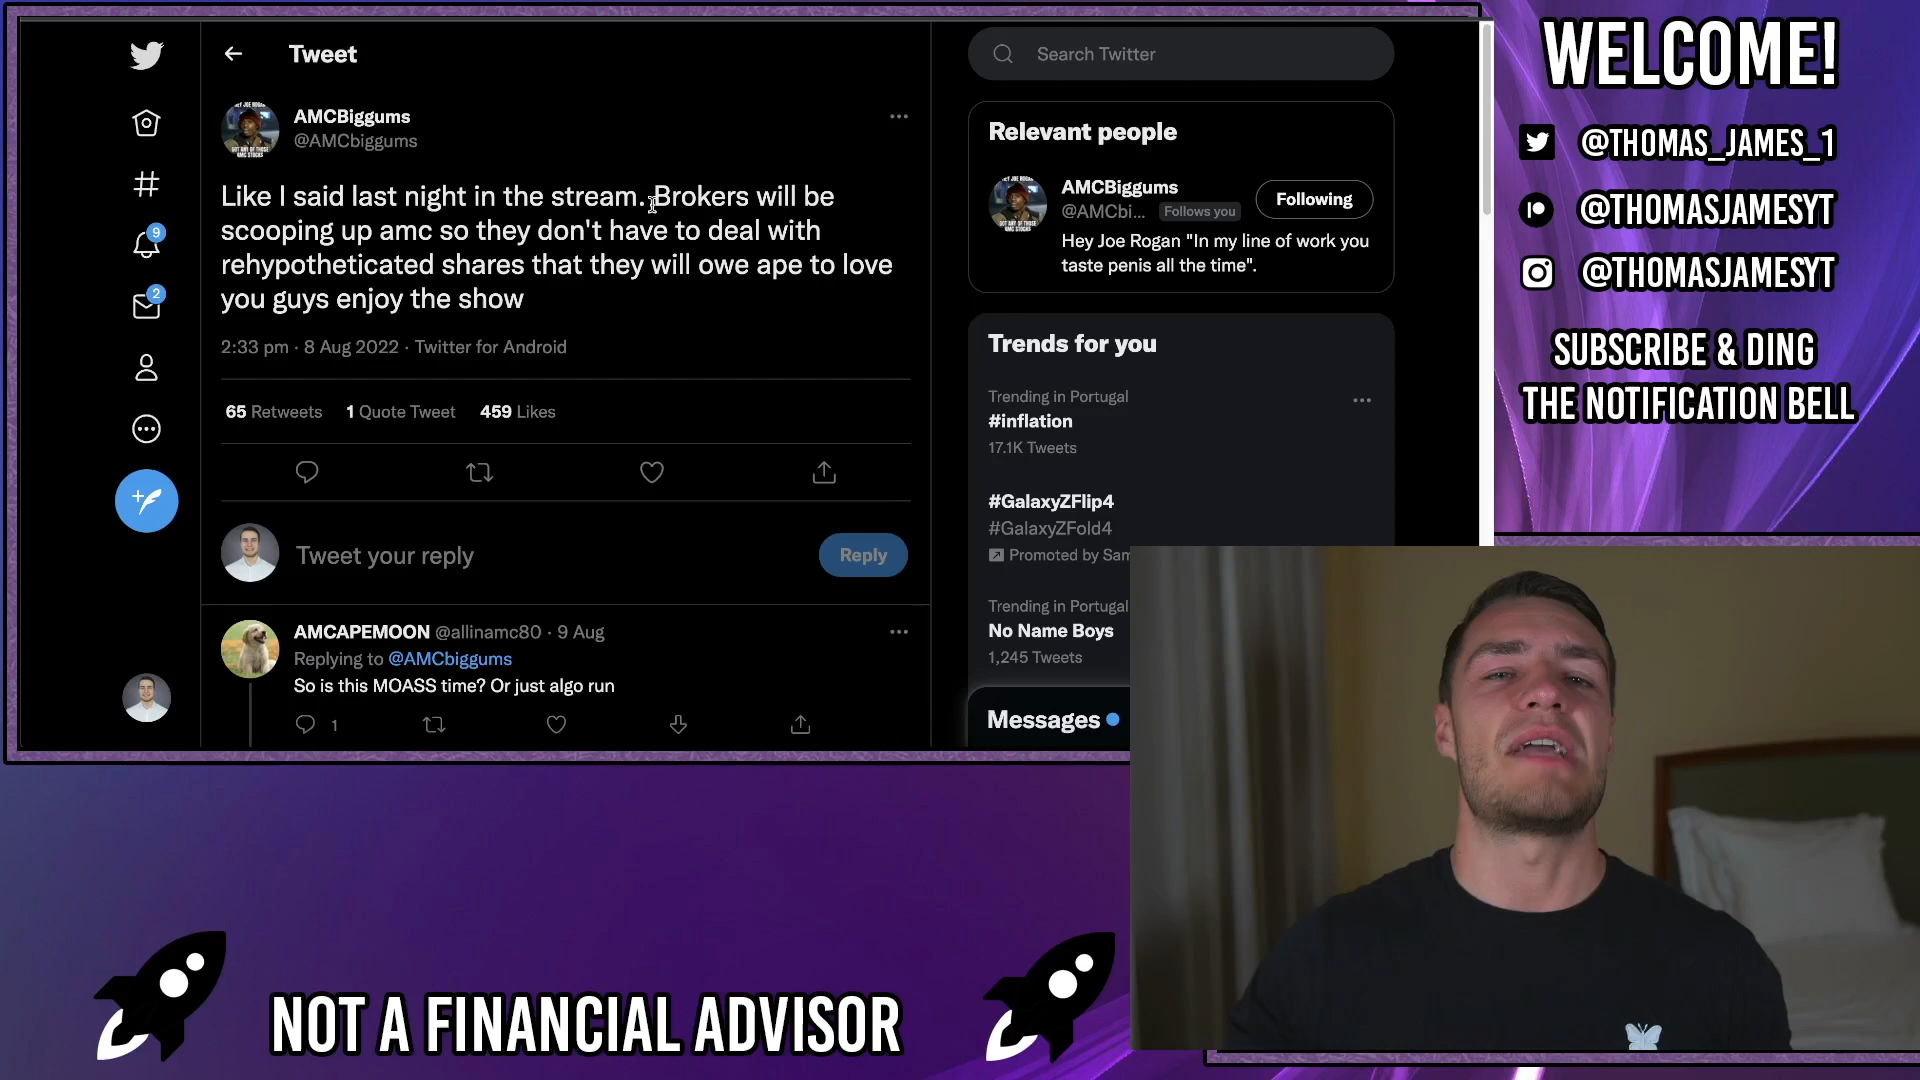 Tweet
AMCBiggums
@AMCbiggums
Like I said last night in the stream. .Brokers will be
scooping up amc so they don't have to deal with
rehypotheticated shares that they will owe ape to love
you guys enjoy the show
2:33 pm · 8 Aug 2022 · Twitter for Android
65 Retweets 1 Quote Tweet 459 Likes
Tweet your reply
Reply
AMCAPEMOON @allinamc80 · 9 Aug
Replying to @AMCbiggums
So is this MOASS time? Or just algo run
1
9
2
Search Twitter
Relevant people
AMCBiggums
@AMCbi... Follows you
Following
Hey Joe Rogan "In my line of work you
taste penis all the time".
Trends for you
Trending in Portugal
#inflation
17.1K Tweets
#GalaxyZFlip4
#GalaxyZFold4
Promoted by Sam
Trending in Portugal
No Name Boys
1,245 Tweets
Messages
WELCOME!
@THOMAS_JAMES_1
@THOMASJAMESYT
@THOMASJAMESYT
SUBSCRIBE & DING
THE NOTIFICATION BELL
NOT A FINANCIAL ADVISOR